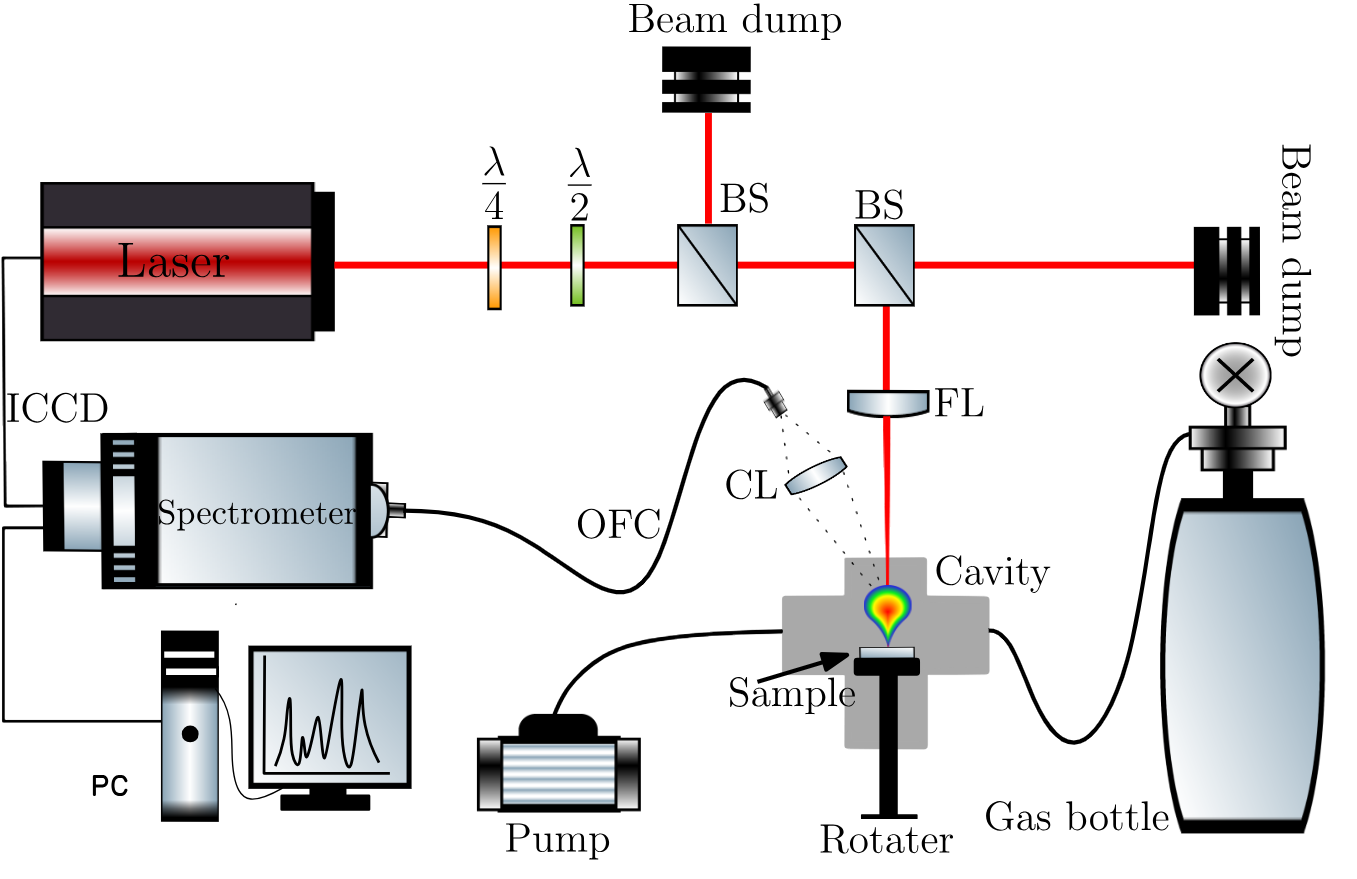 Beam dump
λ/4
λ/2
BS
BS
Beam dump
Laser
ICCD
FL
CL
Spectrometer
OFC
Cavity
Sample
PC
Pump
Rotater
Gas bottle